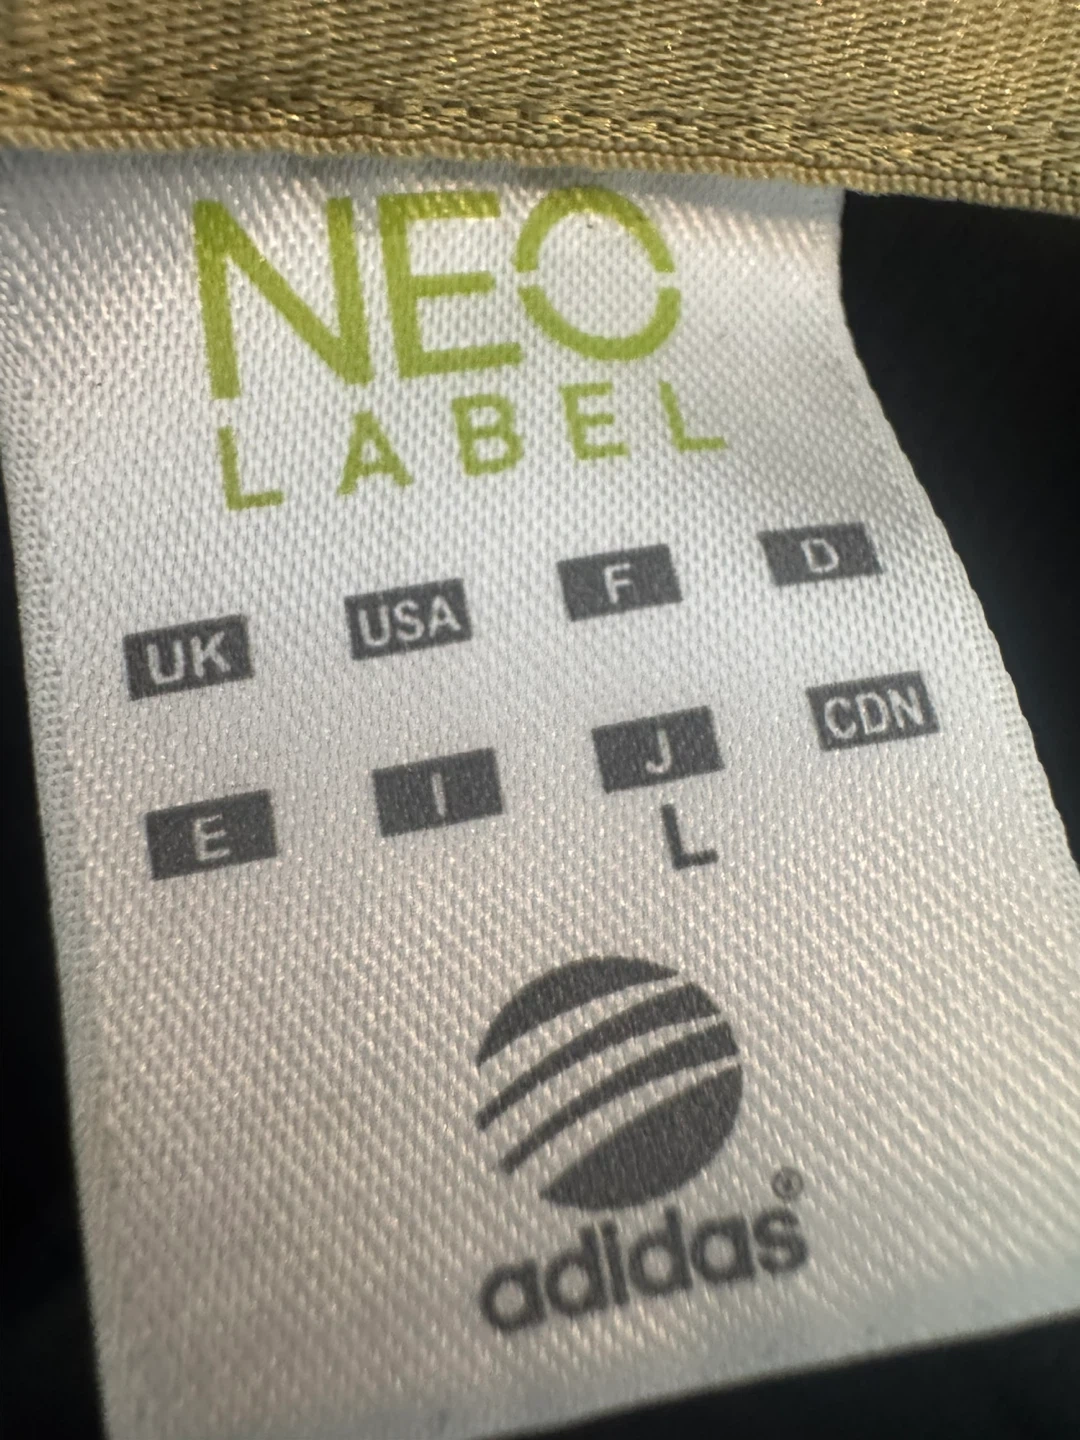 NEO
LABEL
UK USA F D
E I J CDN
L
adidas®